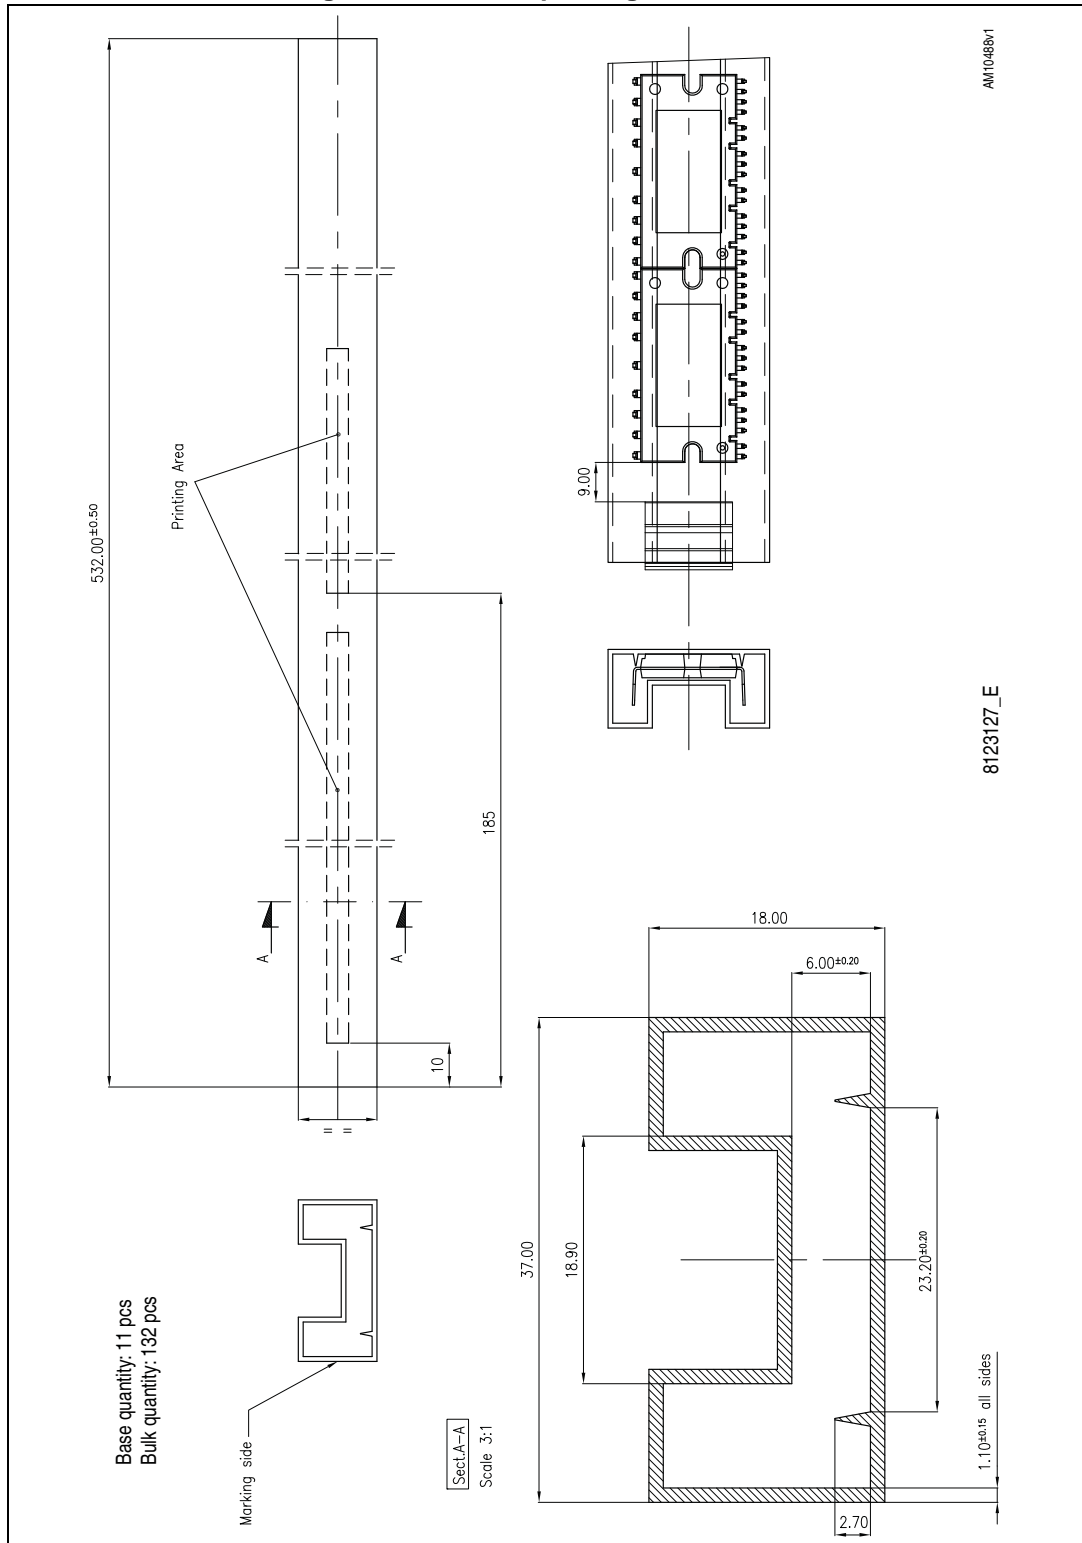 AM10488v1
532.00±0.50
Printing Area
185
10
A
A
= =
9.00
8123127_E
Base quantity: 11 pcs
Bulk quantity: 132 pcs
Marking side
Sect.A-A
Scale 3:1
18.00
6.00±0.20
37.00
18.90
23.20±0.20
1.10±0.15 all sides
2.70